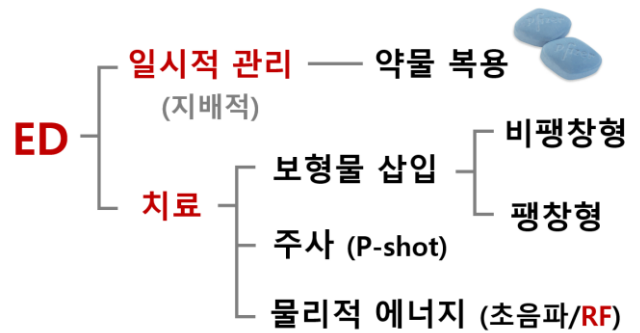 ED
일시적 관리
(지배적)
약물 복용
치료
보형물 삽입
비팽창형
팽창형
주사 (P-shot)
물리적 에너지 (초음파/RF)